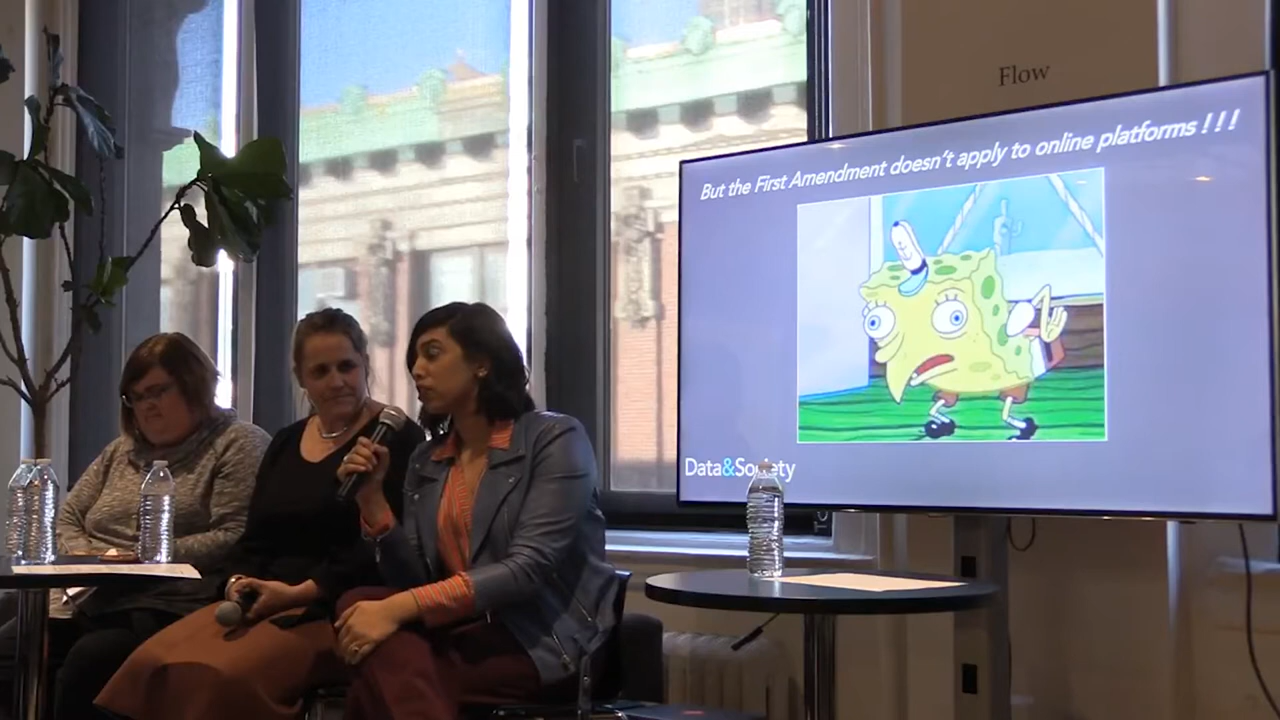 Flow
But the First Amendment doesn't apply to online platforms ! ! !
Data&Society